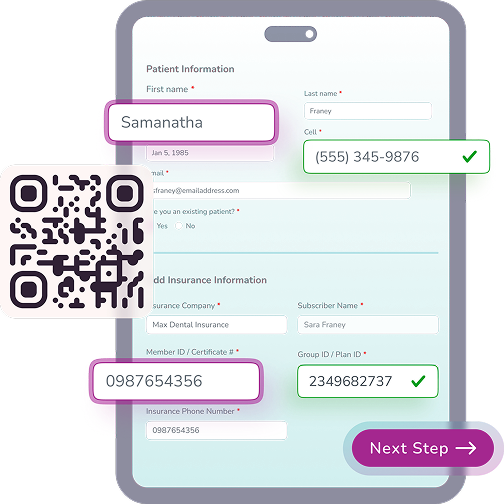 Patient Information
First name *
Last name *
Samanatha
Franey
Cell *
Jan 5, 1985
(555) 345-9876
mail *
sfraney@emailaddress.com
e you an existing patient? *
Yes No
dd Insurance Information
surance Company *
Subscriber Name *
Max Dental Insurance
Sara Franey
Member ID / Certificate # *
Group ID / Plan ID *
0987654356
2349682737
Insurance Phone Number *
0987654356
Next Step →